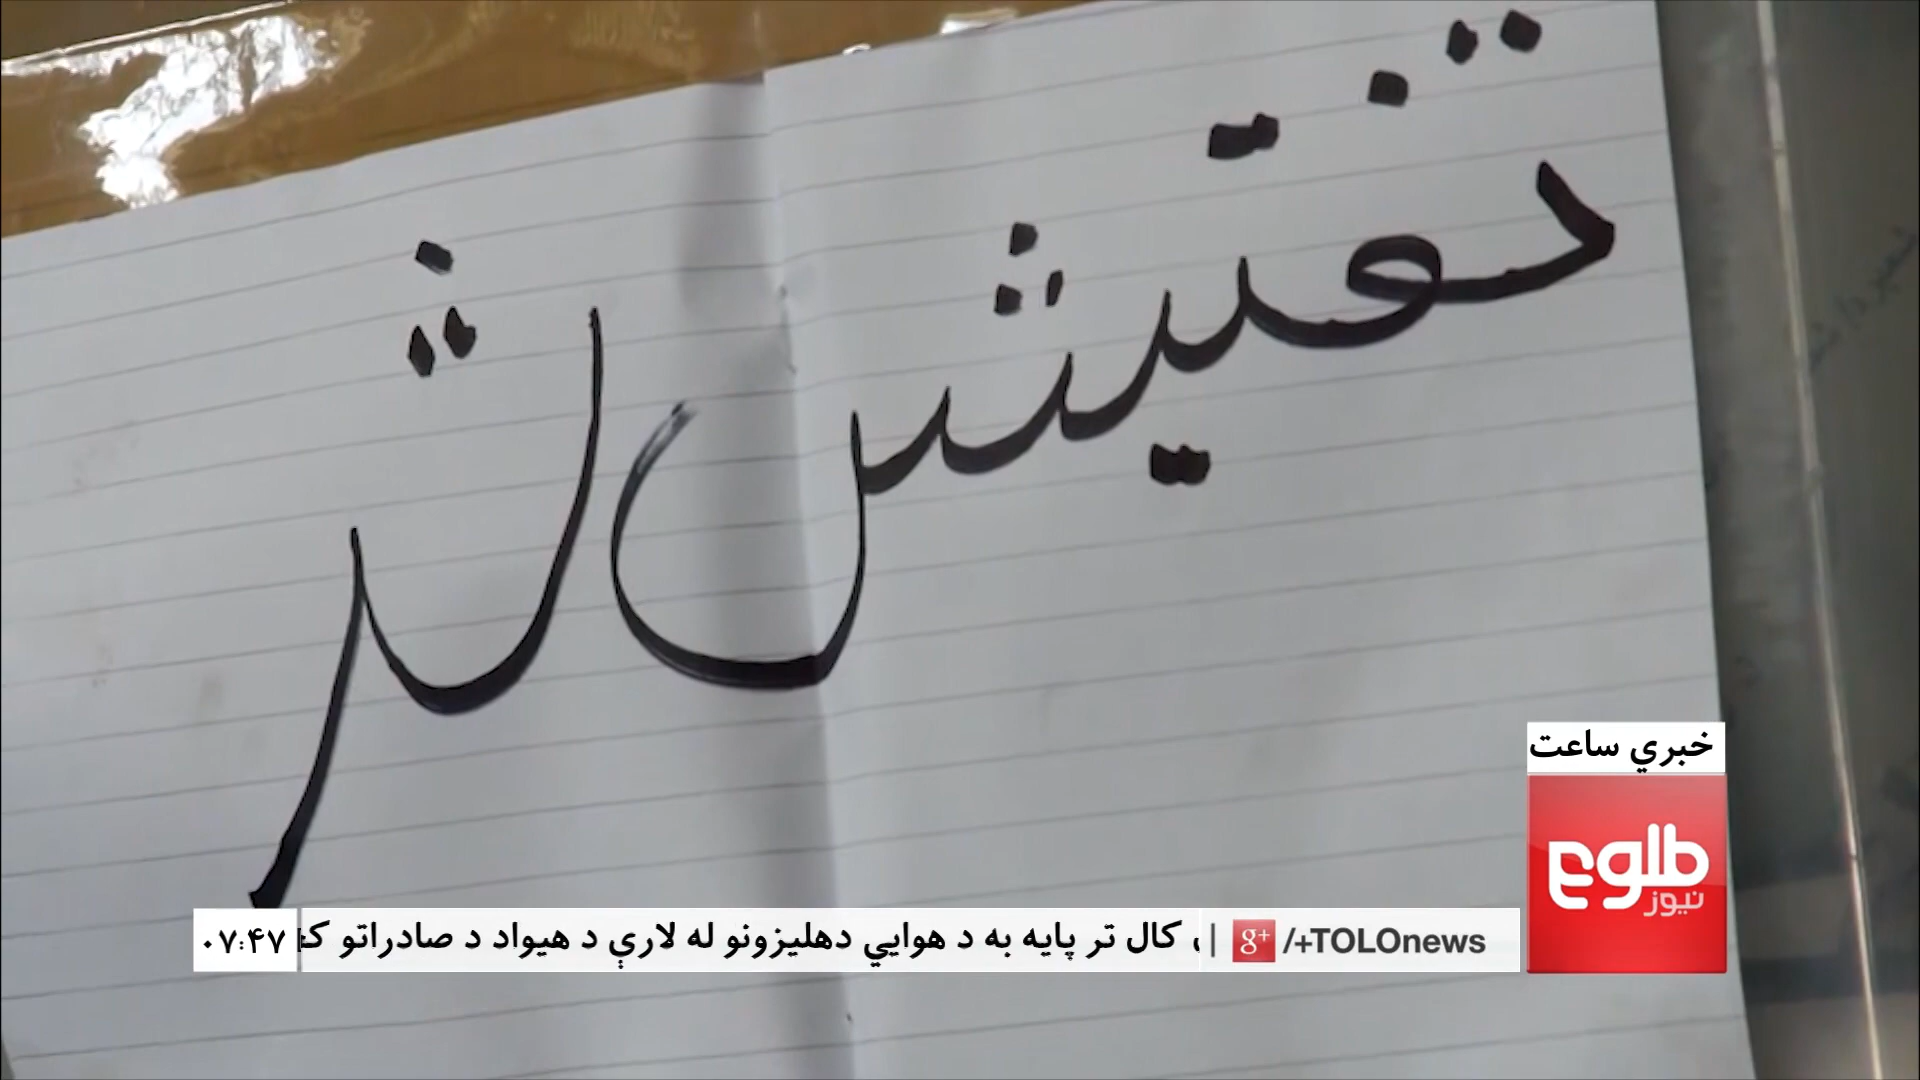 تفتیش شد
خبري ساعت
طلوع
نیوز
کال تر پایه به د هوایي دهلیزونو له لارې د هیواد د صادراتو | g+ /+TOLOnews
۰۷:۴۷